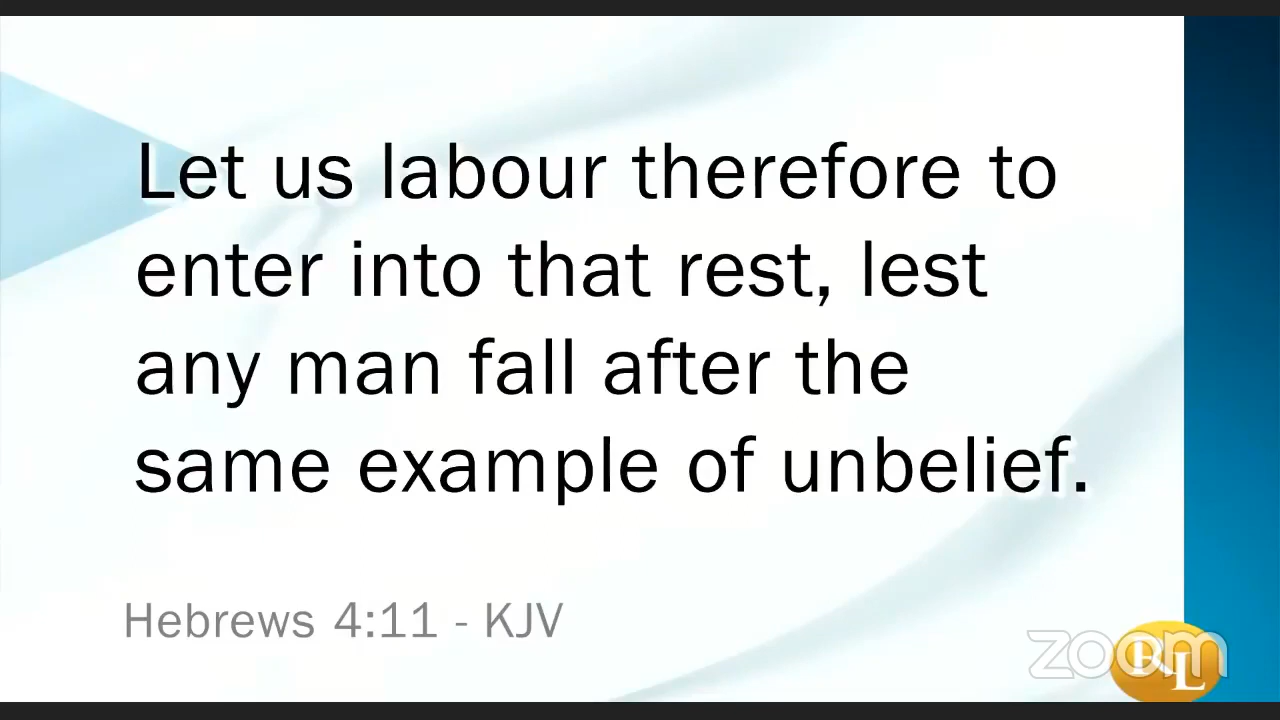 Let us labour therefore to
enter into that rest, lest
any man fall after the
same example of unbelief.
Hebrews 4:11 - KJV
zoom
RL